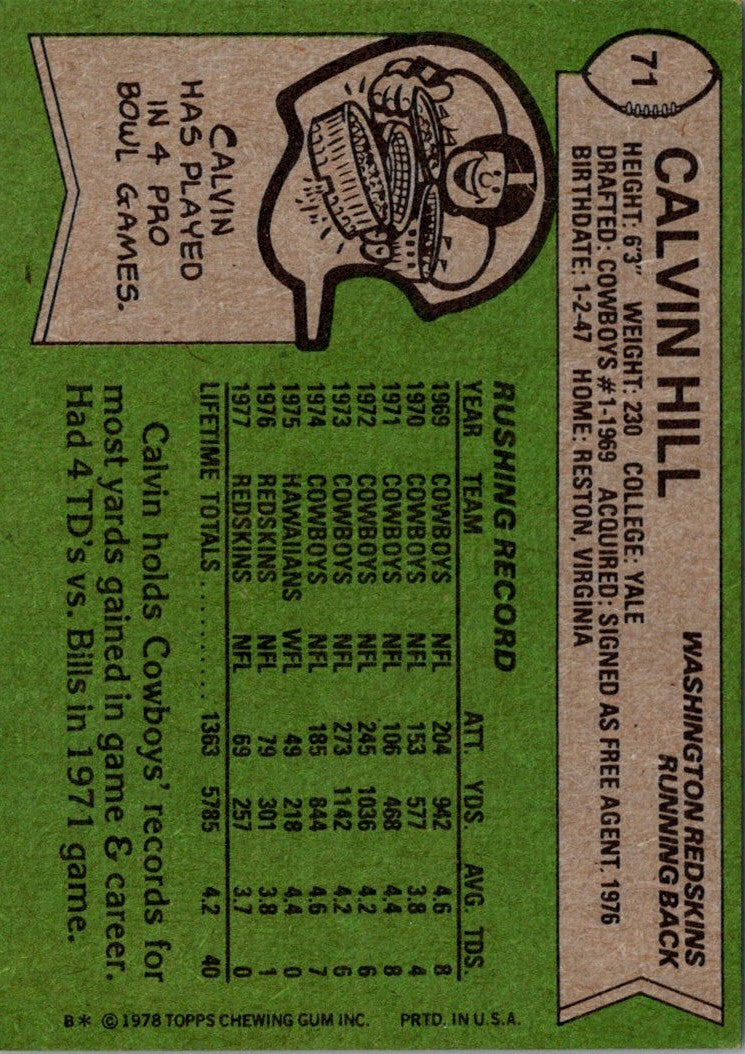 71
CALVIN HILL
WASHINGTON REDSKINS
RUNNING BACK
HEIGHT: 6'3" WEIGHT: 230 COLLEGE: YALE
DRAFTED: COWBOYS #1-1969 ACQUIRED: SIGNED AS FREE AGENT, 1976
BIRTHDATE: 1-2-47 HOME: RESTON, VIRGINIA
CALVIN
HAS PLAYED
IN 4 PRO
BOWL GAMES.
RUSHING RECORD
YEAR TEAM ATT. YDS. AVG. TDS.
1969 COWBOYS NFL 204 942 4.6 8
1970 COWBOYS NFL 153 577 3.8 4
1971 COWBOYS NFL 106 468 4.4 8
1972 COWBOYS NFL 245 1036 4.2 6
1973 COWBOYS NFL 273 1142 4.2 6
1974 COWBOYS NFL 185 844 4.6 7
1975 HAWAIIANS WFL 49 218 4.4 0
1976 REDSKINS NFL 79 301 3.8 1
1977 REDSKINS NFL 69 257 3.7 0
LIFETIME TOTALS .......... 1363 5785 4.2 40
Calvin holds Cowboys' records for
most yards gained in game & career.
Had 4 TD's vs. Bills in 1971 game.
B* © 1978 TOPPS CHEWING GUM INC. PRTD. IN U.S.A.